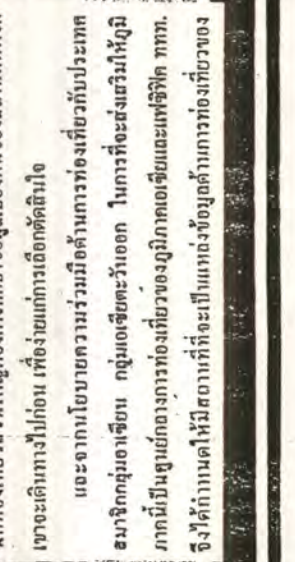 เขาจะเดินทางไปก่อน เพื่อง่ายแก่การเลือกตัดสินใจ
และจากนโยบายความร่วมมือด้านการท่องเที่ยวกับประเทศ
สมาชิกกลุ่มอาเซียน กลุ่มเอเชียตะวันออก ในการที่จะส่งเสริมให้ภูมิ
ภาคนี้เป็นศูนย์กลางการท่องเที่ยวของภูมิภาคเอเชียและแฟซิฟิค ททท.
จึงได้กำหนดให้มีสถานที่ที่จะเป็นแหล่งข้อมูลด้านการท่องเที่ยวของ